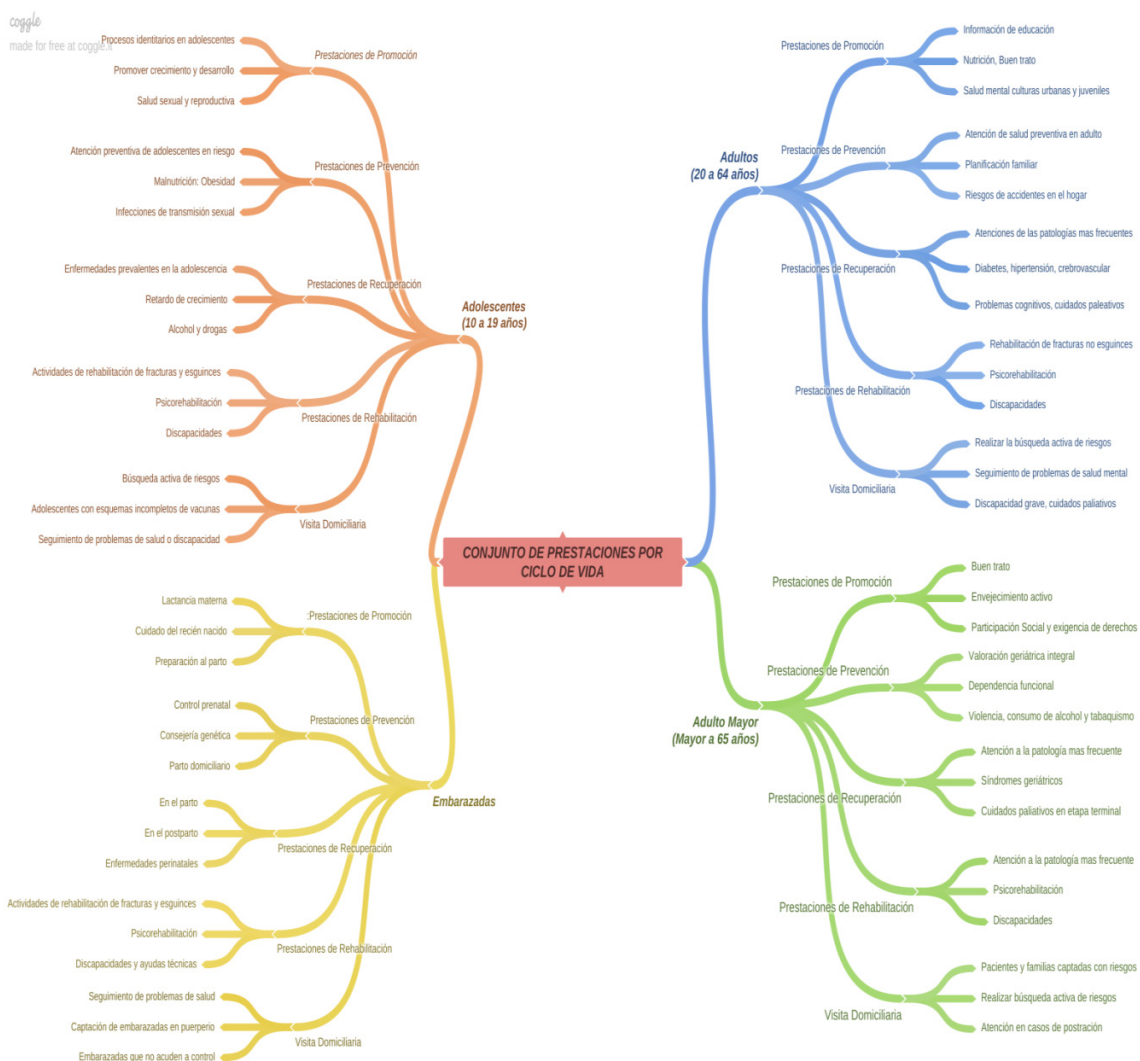 coggle
made for free at coggle.it
Procesos identitarios en adolescentes
Promover crecimiento y desarrollo
Salud sexual y reproductiva
Prestaciones de Promoción
Atención preventiva de adolescentes en riesgo
Malnutrición: Obesidad
Infecciones de transmisión sexual
Prestaciones de Prevención
Enfermedades prevalentes en la adolescencia
Retardo de crecimiento
Alcohol y drogas
Prestaciones de Recuperación
Actividades de rehabilitación de fracturas y esguinces
Psicorehabilitación
Discapacidades
Prestaciones de Rehabilitación
Búsqueda activa de riesgos
Adolescentes con esquemas incompletos de vacunas
Seguimiento de problemas de salud o discapacidad
Visita Domiciliaria
Adolescentes
(10 a 19 años)
Lactancia materna
Cuidado del recién nacido
Preparación al parto
:Prestaciones de Promoción
Control prenatal
Consejería genética
Parto domiciliario
Prestaciones de Prevención
En el parto
En el postparto
Enfermedades perinatales
Prestaciones de Recuperación
Actividades de rehabilitación de fracturas y esguinces
Psicorehabilitación
Discapacidades y ayudas técnicas
Prestaciones de Rehabilitación
Seguimiento de problemas de salud
Captación de embarazadas en puerperio
Embarazadas que no acuden a control
Visita Domiciliaria
Embarazadas
CONJUNTO DE PRESTACIONES POR
CICLO DE VIDA
Adultos
(20 a 64 años)
Prestaciones de Promoción
Información de educación
Nutrición, Buen trato
Salud mental culturas urbanas y juveniles
Prestaciones de Prevención
Atención de salud preventiva en adulto
Planificación familiar
Riesgos de accidentes en el hogar
Prestaciones de Recuperación
Atenciones de las patologías mas frecuentes
Diabetes, hipertensión, crebrovascular
Problemas cognitivos, cuidados paleativos
Prestaciones de Rehabilitación
Rehabilitación de fracturas no esguinces
Psicorehabilitación
Discapacidades
Visita Domiciliaria
Realizar la búsqueda activa de riesgos
Seguimiento de problemas de salud mental
Discapacidad grave, cuidados paliativos
Adulto Mayor
(Mayor a 65 años)
Prestaciones de Promoción
Buen trato
Envejecimiento activo
Participación Social y exigencia de derechos
Prestaciones de Prevención
Valoración geriátrica integral
Dependencia funcional
Violencia, consumo de alcohol y tabaquismo
Prestaciones de Recuperación
Atención a la patología mas frecuente
Síndromes geriátricos
Cuidados paliativos en etapa terminal
Prestaciones de Rehabilitación
Atención a la patología mas frecuente
Psicorehabilitación
Discapacidades
Visita Domiciliaria
Pacientes y familias captadas con riesgos
Realizar búsqueda activa de riesgos
Atención en casos de postración